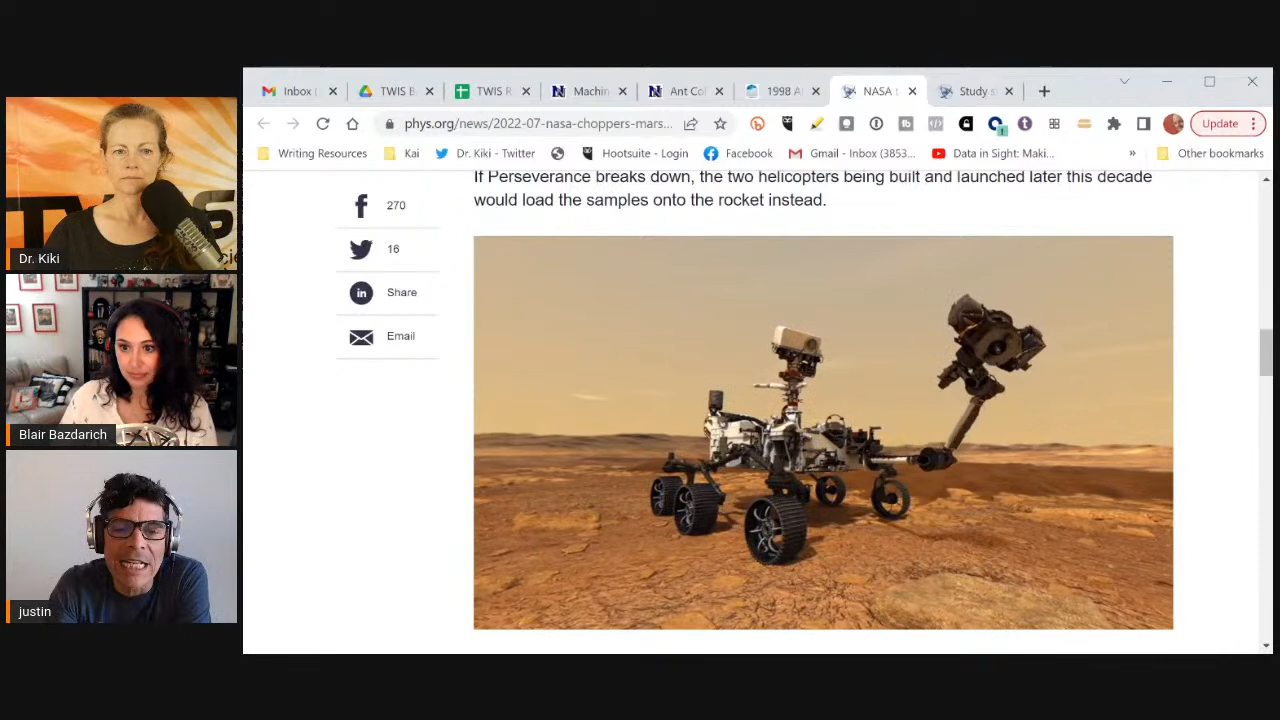 Dr. Kiki
Blair Bazdarich
justin
Inbox (
TWIS B
TWIS R
Machin
Ant Col
1998 A
NASA t
Study s
phys.org/news/2022-07-nasa-choppers-mars...
Update
Writing Resources
Kai
Dr. Kiki - Twitter
Hootsuite - Login
Facebook
Gmail - Inbox (3853...
Data in Sight: Maki...
»
Other bookmarks
If Perseverance breaks down, the two helicopters being built and launched later this decade
would load the samples onto the rocket instead.
270
16
Share
Email